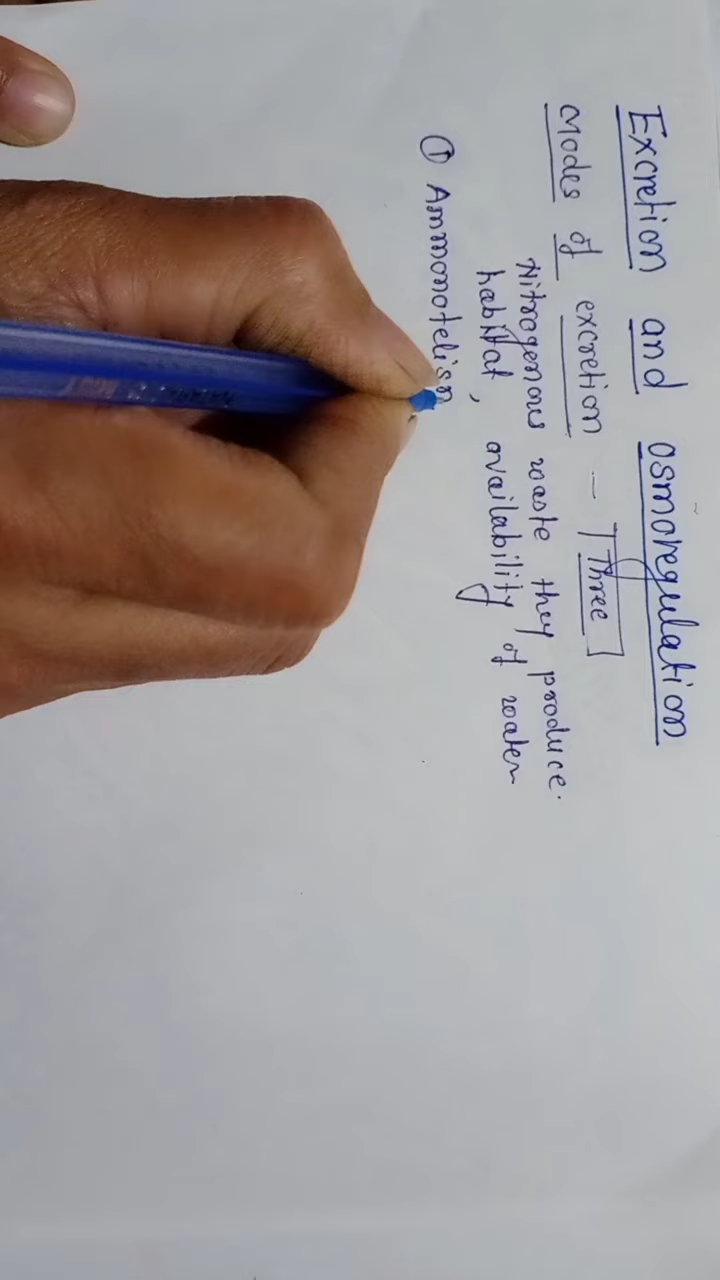 Excretion and osmoregulation
Modes of excretion - Three
Nitrogenous waste they produce.
habitat, availability of water
① Ammonotelism